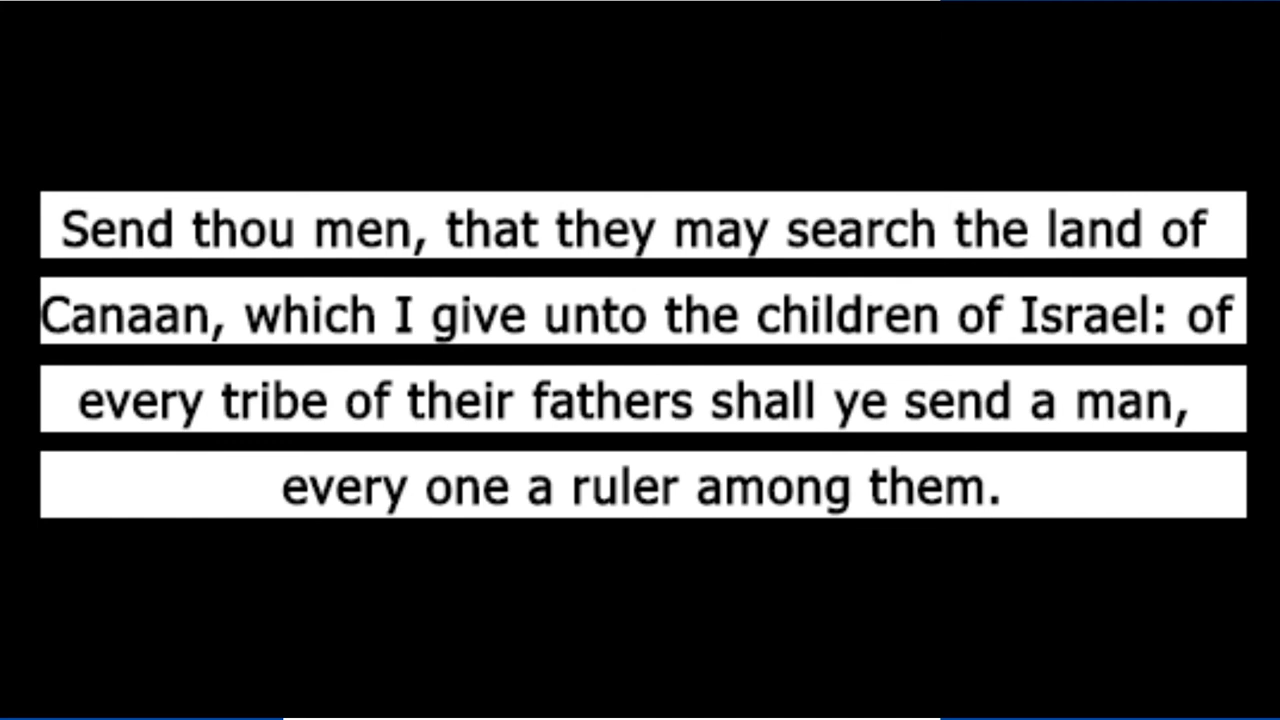 Send thou men, that they may search the land of
Canaan, which I give unto the children of Israel: of
every tribe of their fathers shall ye send a man,
every one a ruler among them.